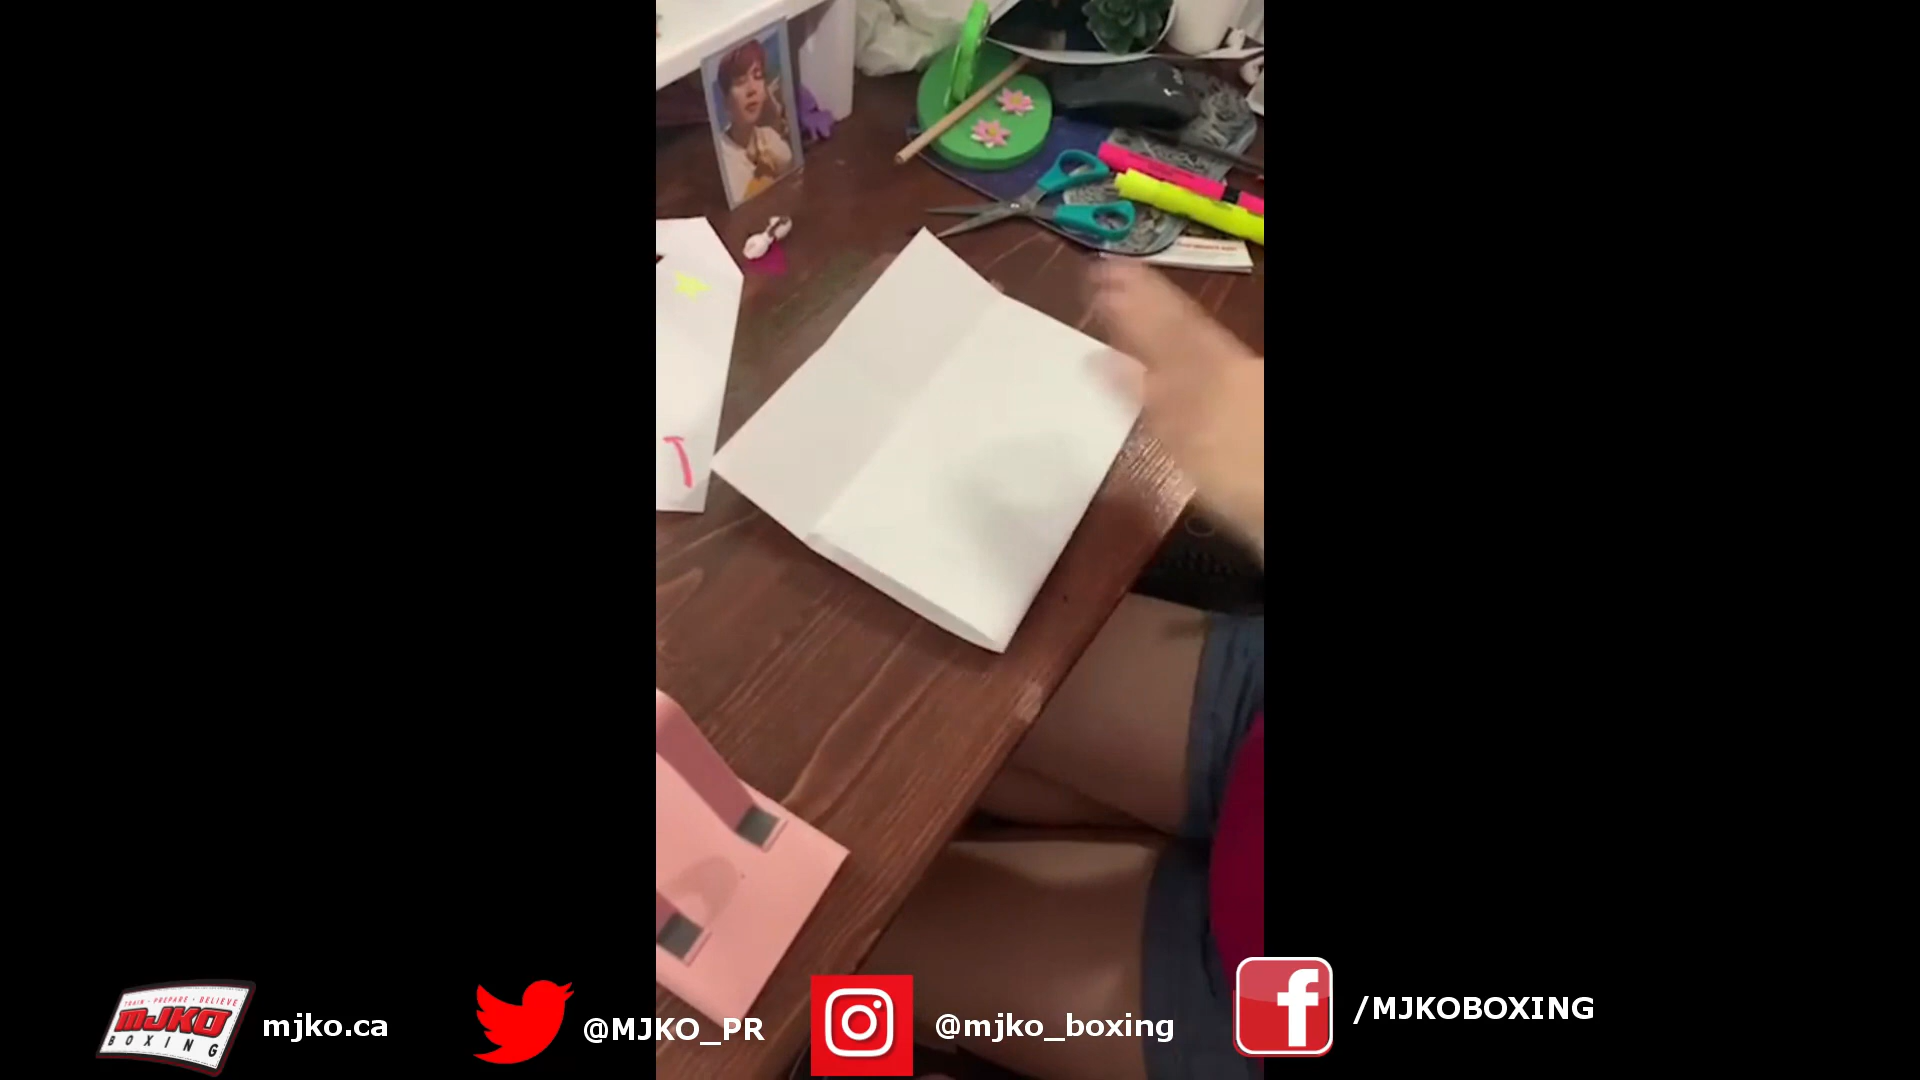 TRAIN - PREPARE - BELIEVE
MJKO
BOXING
mjko.ca
@MJKO_PR
@mjko_boxing
f
/MJKOBOXING